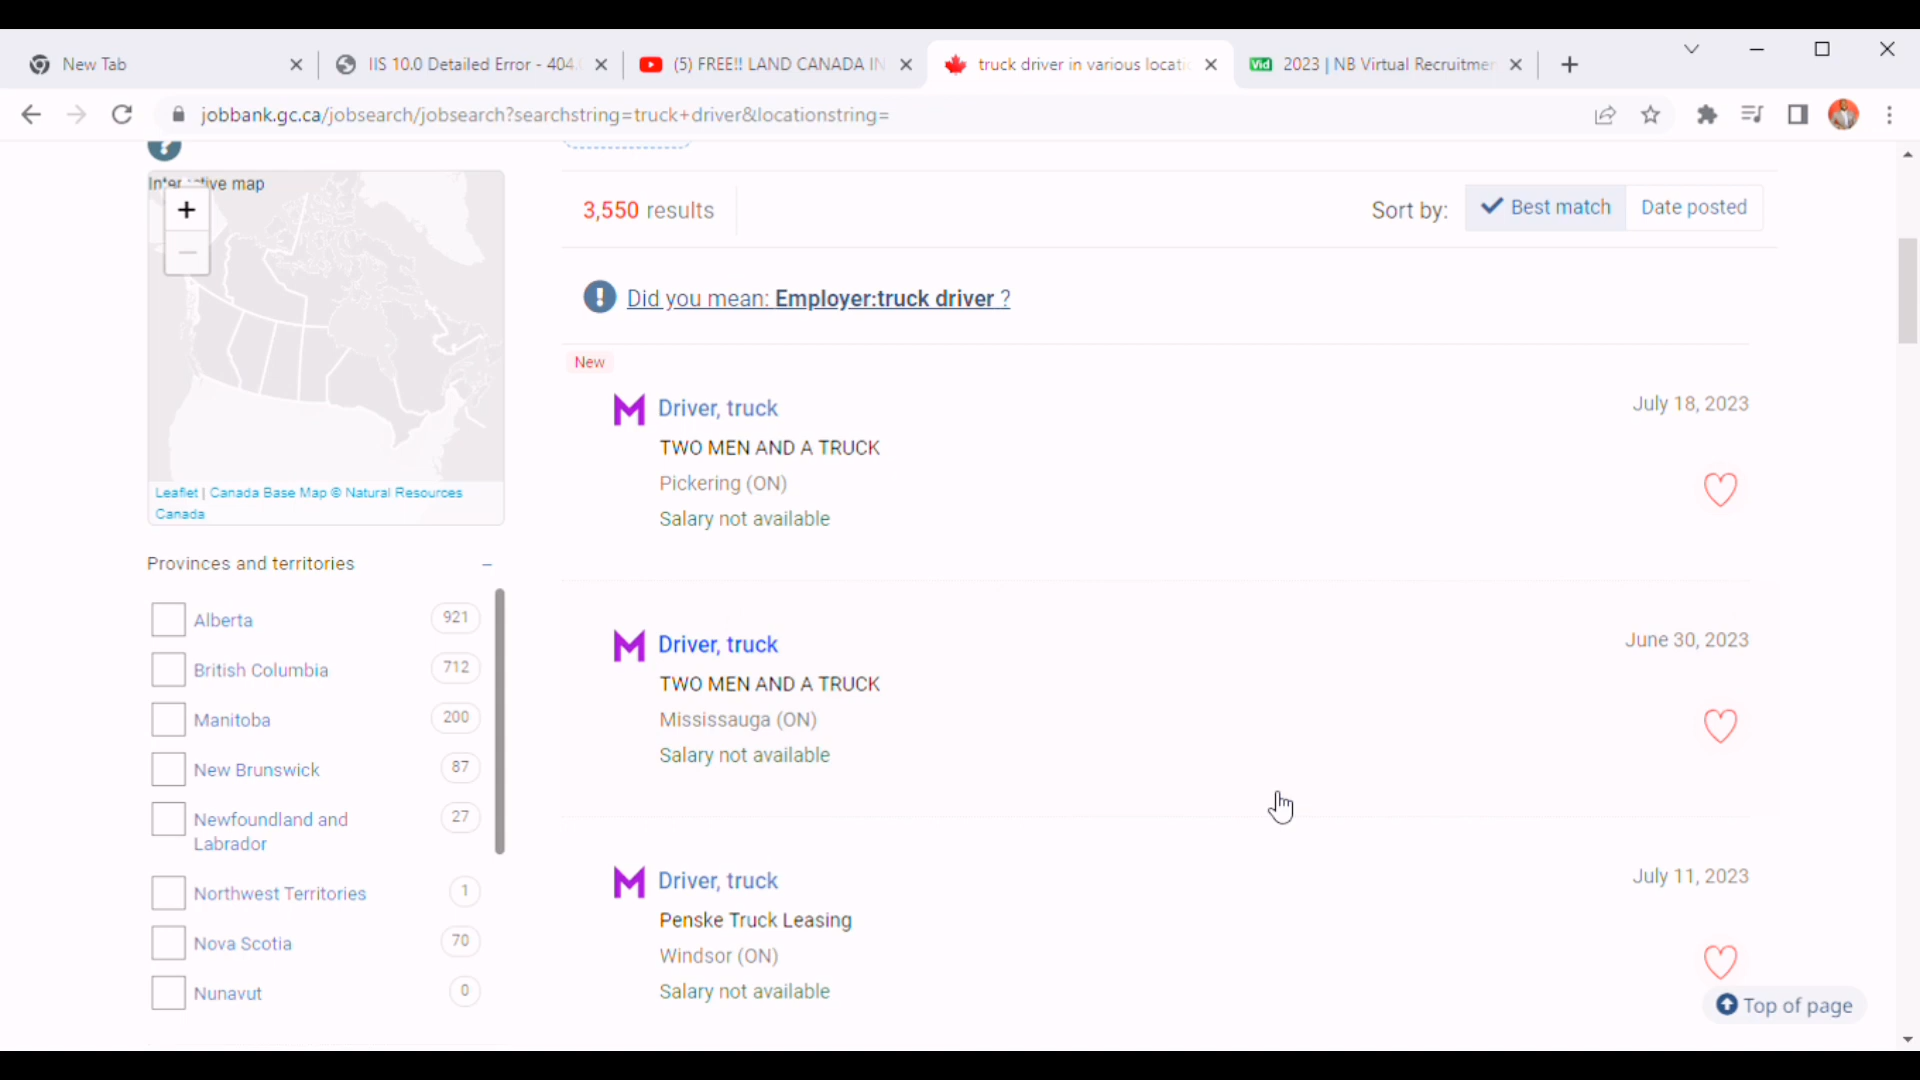 New Tab
IIS 10.0 Detailed Error - 404.
(5) FREE!! LAND CANADA IN
truck driver in various locati
Vid
2023 | NB Virtual Recruitmen
jobbank.gc.ca/jobsearch/jobsearch?searchstring=truck+driver&locationstring=
Interactive map
+
−
Leaflet | Canada Base Map © Natural Resources
Canada
3,550 results
Sort by:
Best match
Date posted
Did you mean: Employer:truck driver ?
New
Driver, truck
July 18, 2023
TWO MEN AND A TRUCK
Pickering (ON)
Salary not available
Driver, truck
June 30, 2023
TWO MEN AND A TRUCK
Mississauga (ON)
Salary not available
Driver, truck
July 11, 2023
Penske Truck Leasing
Windsor (ON)
Salary not available
Provinces and territories
−
Alberta 921
British Columbia 712
Manitoba 200
New Brunswick 87
Newfoundland and
Labrador 27
Northwest Territories 1
Nova Scotia 70
Nunavut 0
Top of page